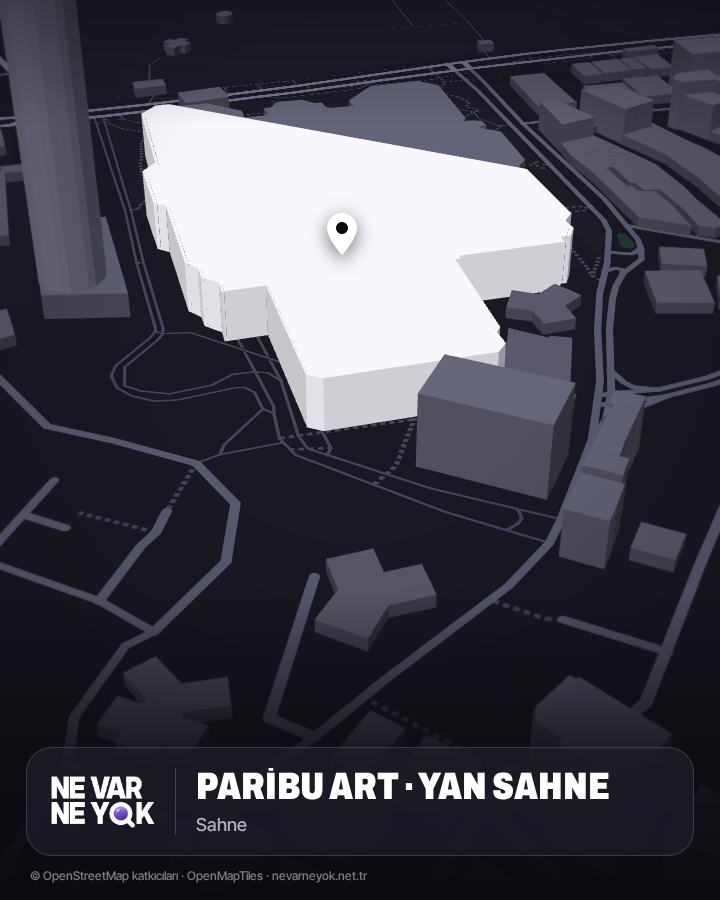 NE VAR
NE YOK
PARİBU ART · YAN SAHNE
Sahne
© OpenStreetMap katkıcıları · OpenMapTiles · nevarneyok.net.tr